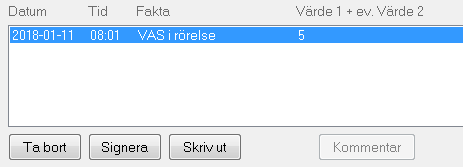 Datum Tid Fakta Värde 1 + ev. Värde 2
2018-01-11 08:01 VAS i rörelse 5
Ta bort Signera Skriv ut Kommentar